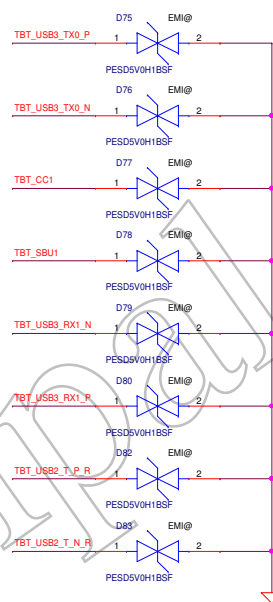 D75 EMI@
TBT_USB3_TX0_P 1 2
PESD5V0H1BSF
D76 EMI@
TBT_USB3_TX0_N 1 2
PESD5V0H1BSF
D77 EMI@
TBT_CC1 1 2
PESD5V0H1BSF
D78 EMI@
TBT_SBU1 1 2
PESD5V0H1BSF
D79 EMI@
TBT_USB3_RX1_N 1 2
PESD5V0H1BSF
D80 EMI@
TBT_USB3_RX1_P 1 2
PESD5V0H1BSF
D82 EMI@
TBT_USB2_T_P_R 1 2
PESD5V0H1BSF
D83 EMI@
TBT_USB2_T_N_R 1 2
PESD5V0H1BSF